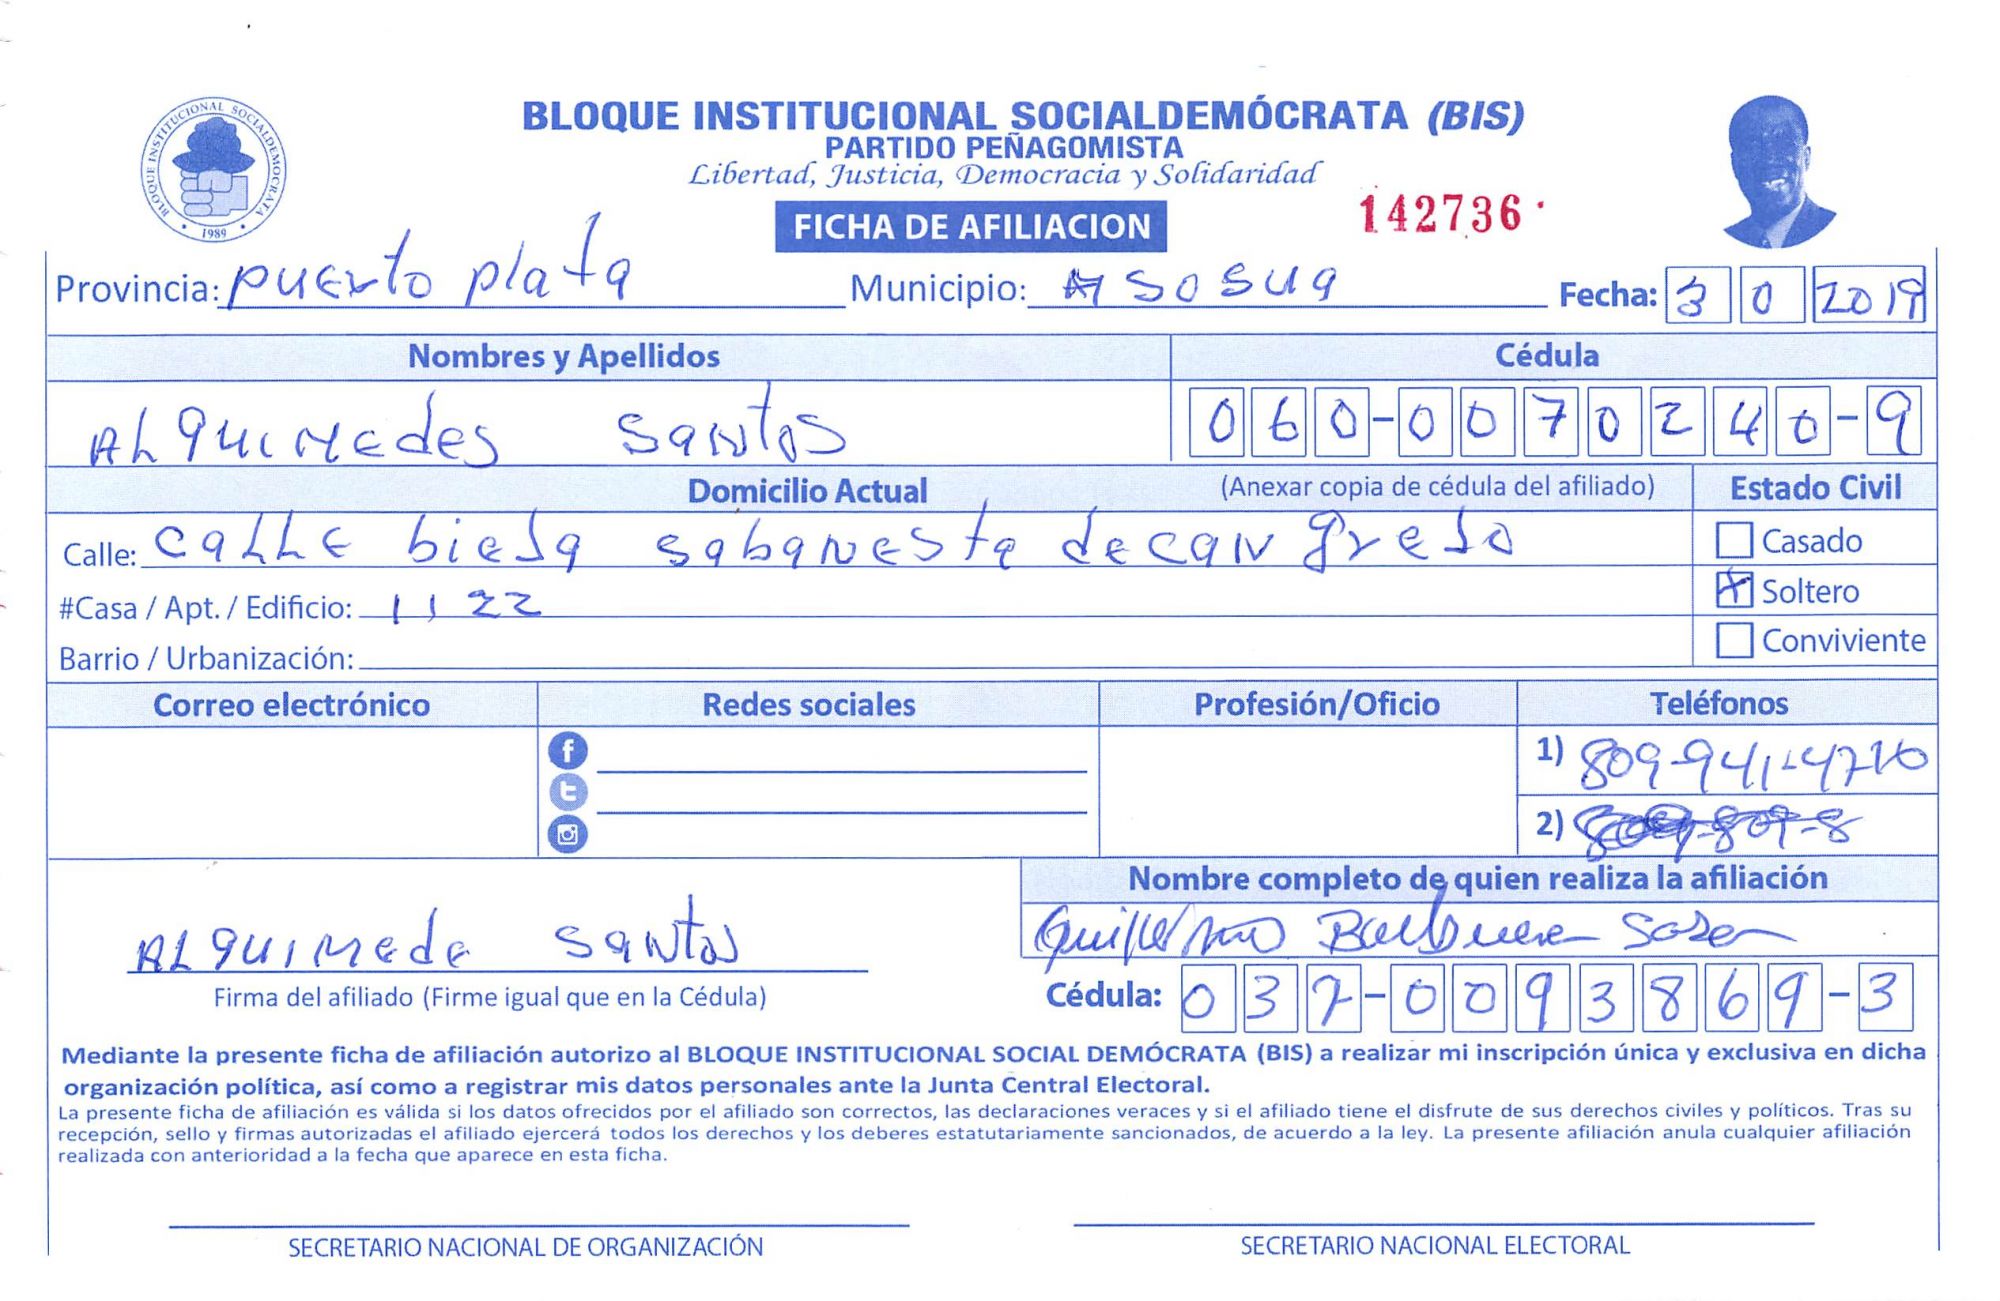 BLOQUE INSTITUCIONAL SOCIALDEMÓCRATA (BIS)
PARTIDO PEÑAGOMISTA
Libertad, Justicia, Democracia y Solidaridad
BLOQUE INSTITUCIONAL SOCIALDEMOCRATA
1989
FICHA DE AFILIACION
142736
Provincia: puerto plata Municipio: SOSUA Fecha: 3 0 2019
Nombres y Apellidos Cédula
ALQUIMEDES SANTOS 060-0070240-9
Domicilio Actual (Anexar copia de cédula del afiliado) Estado Civil
Calle: CALLE bieJa sabanesta decangreJo
Casado
#Casa / Apt. / Edificio: 1122
Soltero
Barrio / Urbanización:
Conviviente
Correo electrónico Redes sociales Profesión/Oficio Teléfonos
1) 809-941-4710
2) 809-8
Nombre completo de quien realiza la afiliación
ALQUIMEDE SANTOS
Guillermo Balbuena
Firma del afiliado (Firme igual que en la Cédula)
Cédula: 037-0093869-3
Mediante la presente ficha de afiliación autorizo al BLOQUE INSTITUCIONAL SOCIAL DEMÓCRATA (BIS) a realizar mi inscripción única y exclusiva en dicha
organización política, así como a registrar mis datos personales ante la Junta Central Electoral.
La presente ficha de afiliación es válida si los datos ofrecidos por el afiliado son correctos, las declaraciones veraces y si el afiliado tiene el disfrute de sus derechos civiles y políticos. Tras su
recepción, sello y firmas autorizadas el afiliado ejercerá todos los derechos y los deberes estatutariamente sancionados, de acuerdo a la ley. La presente afiliación anula cualquier afiliación
realizada con anterioridad a la fecha que aparece en esta ficha.
SECRETARIO NACIONAL DE ORGANIZACIÓN SECRETARIO NACIONAL ELECTORAL